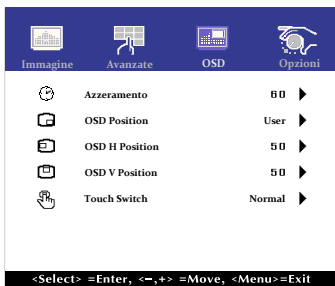 Immagine Avanzate OSD Opzioni
Azzeramento 60
OSD Position User
OSD H Position 50
OSD V Position 50
Touch Switch Normal
<Select> =Enter, <−,+> =Move, <Menu>=Exit